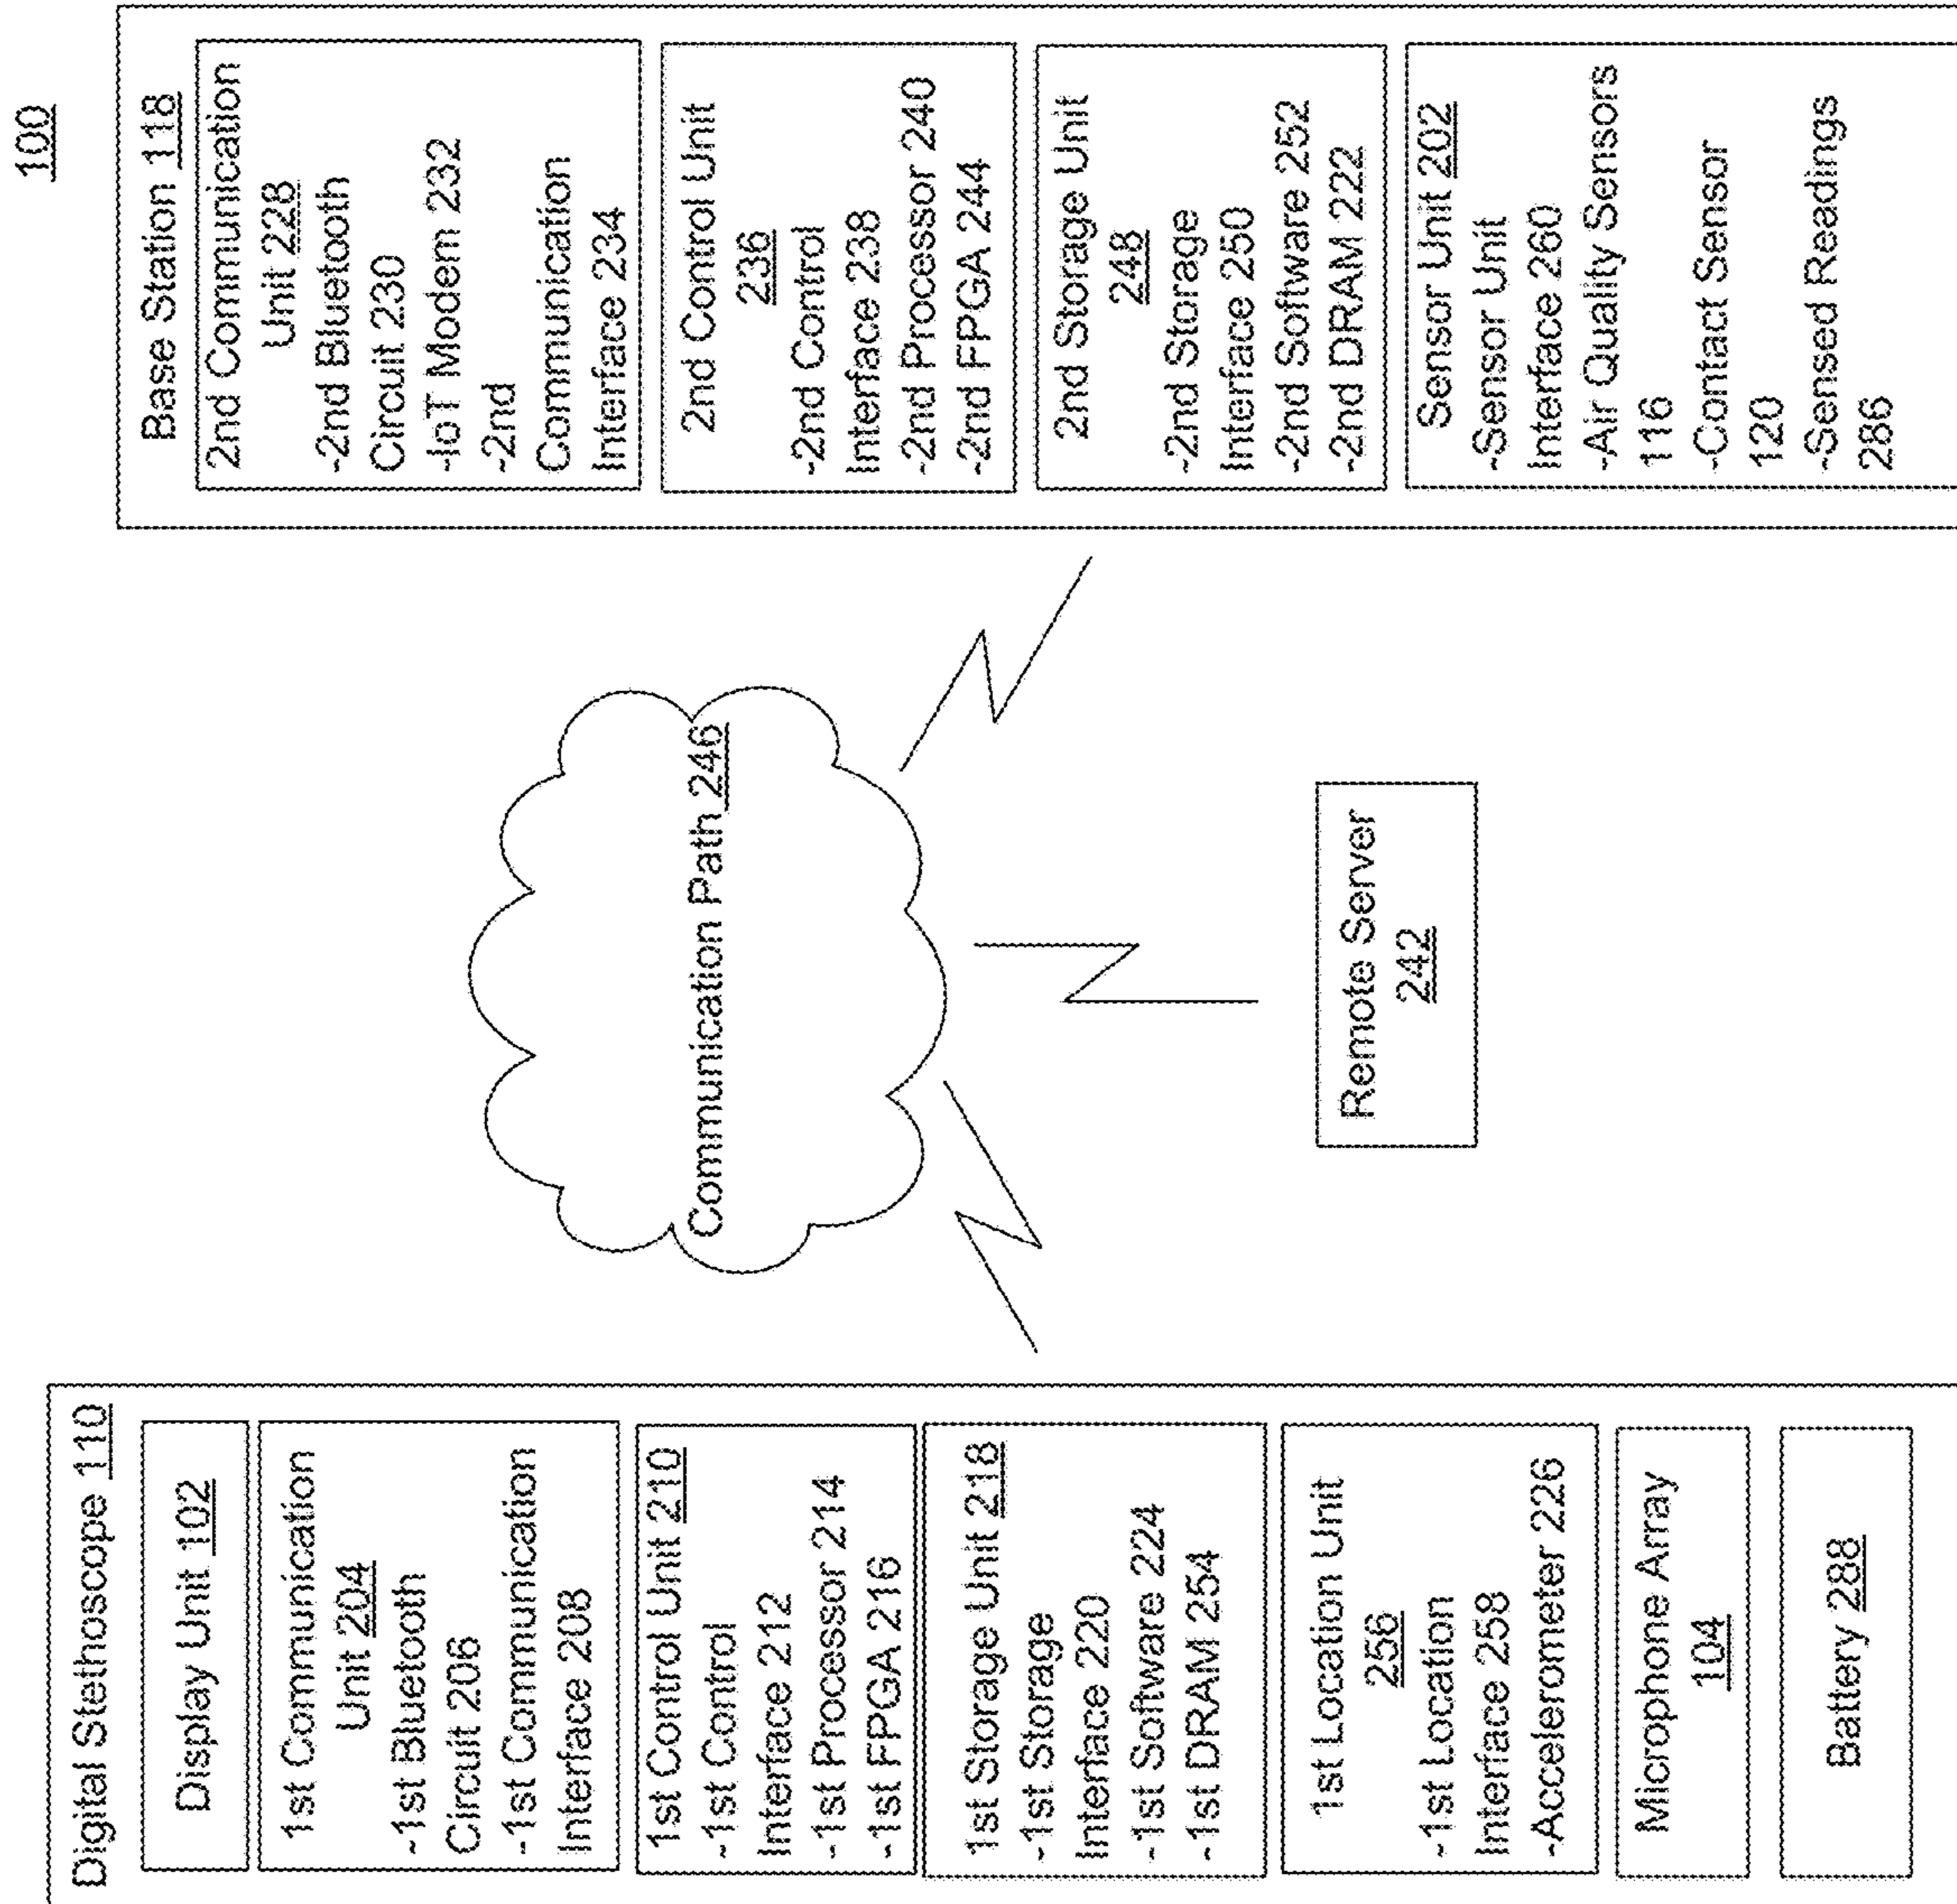 100
Digital Stethoscope 110
Display Unit 102
1st Communication
Unit 204
-1st Bluetooth
Circuit 206
-1st Communication
Interface 208
1st Control Unit 210
-1st Control
Interface 212
-1st Processor 214
-1st FPGA 216
1st Storage Unit 218
-1st Storage
Interface 220
-1st Software 224
-1st DRAM 254
1st Location Unit
256
-1st Location
Interface 258
-Accelerometer 226
Microphone Array
104
Battery 288
Communication Path 246
Remote Server
242
Base Station 118
2nd Communication
Unit 228
-2nd Bluetooth
Circuit 230
-IoT Modem 232
-2nd
Communication
Interface 234
2nd Control Unit
236
-2nd Control
Interface 238
-2nd Processor 240
-2nd FPGA 244
2nd Storage Unit
248
-2nd Storage
Interface 250
-2nd Software 252
-2nd DRAM 222
Sensor Unit 202
-Sensor Unit
Interface 260
-Air Quality Sensors
116
-Contact Sensor
120
-Sensed Readings
286